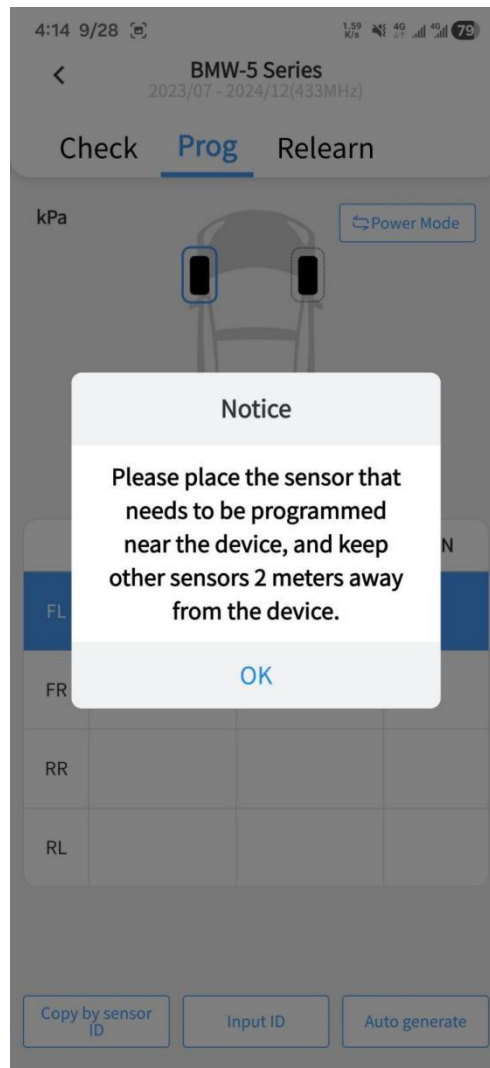 4:14 9/28
1.59 K/s 4G 4G 79
BMW-5 Series
2023/07 - 2024/12(433MHz)
Check Prog Relearn
kPa
Power Mode
Notice
Please place the sensor that
needs to be programmed
near the device, and keep
other sensors 2 meters away
from the device.
OK
N
FL
FR
RR
RL
Copy by sensor
ID
Input ID
Auto generate